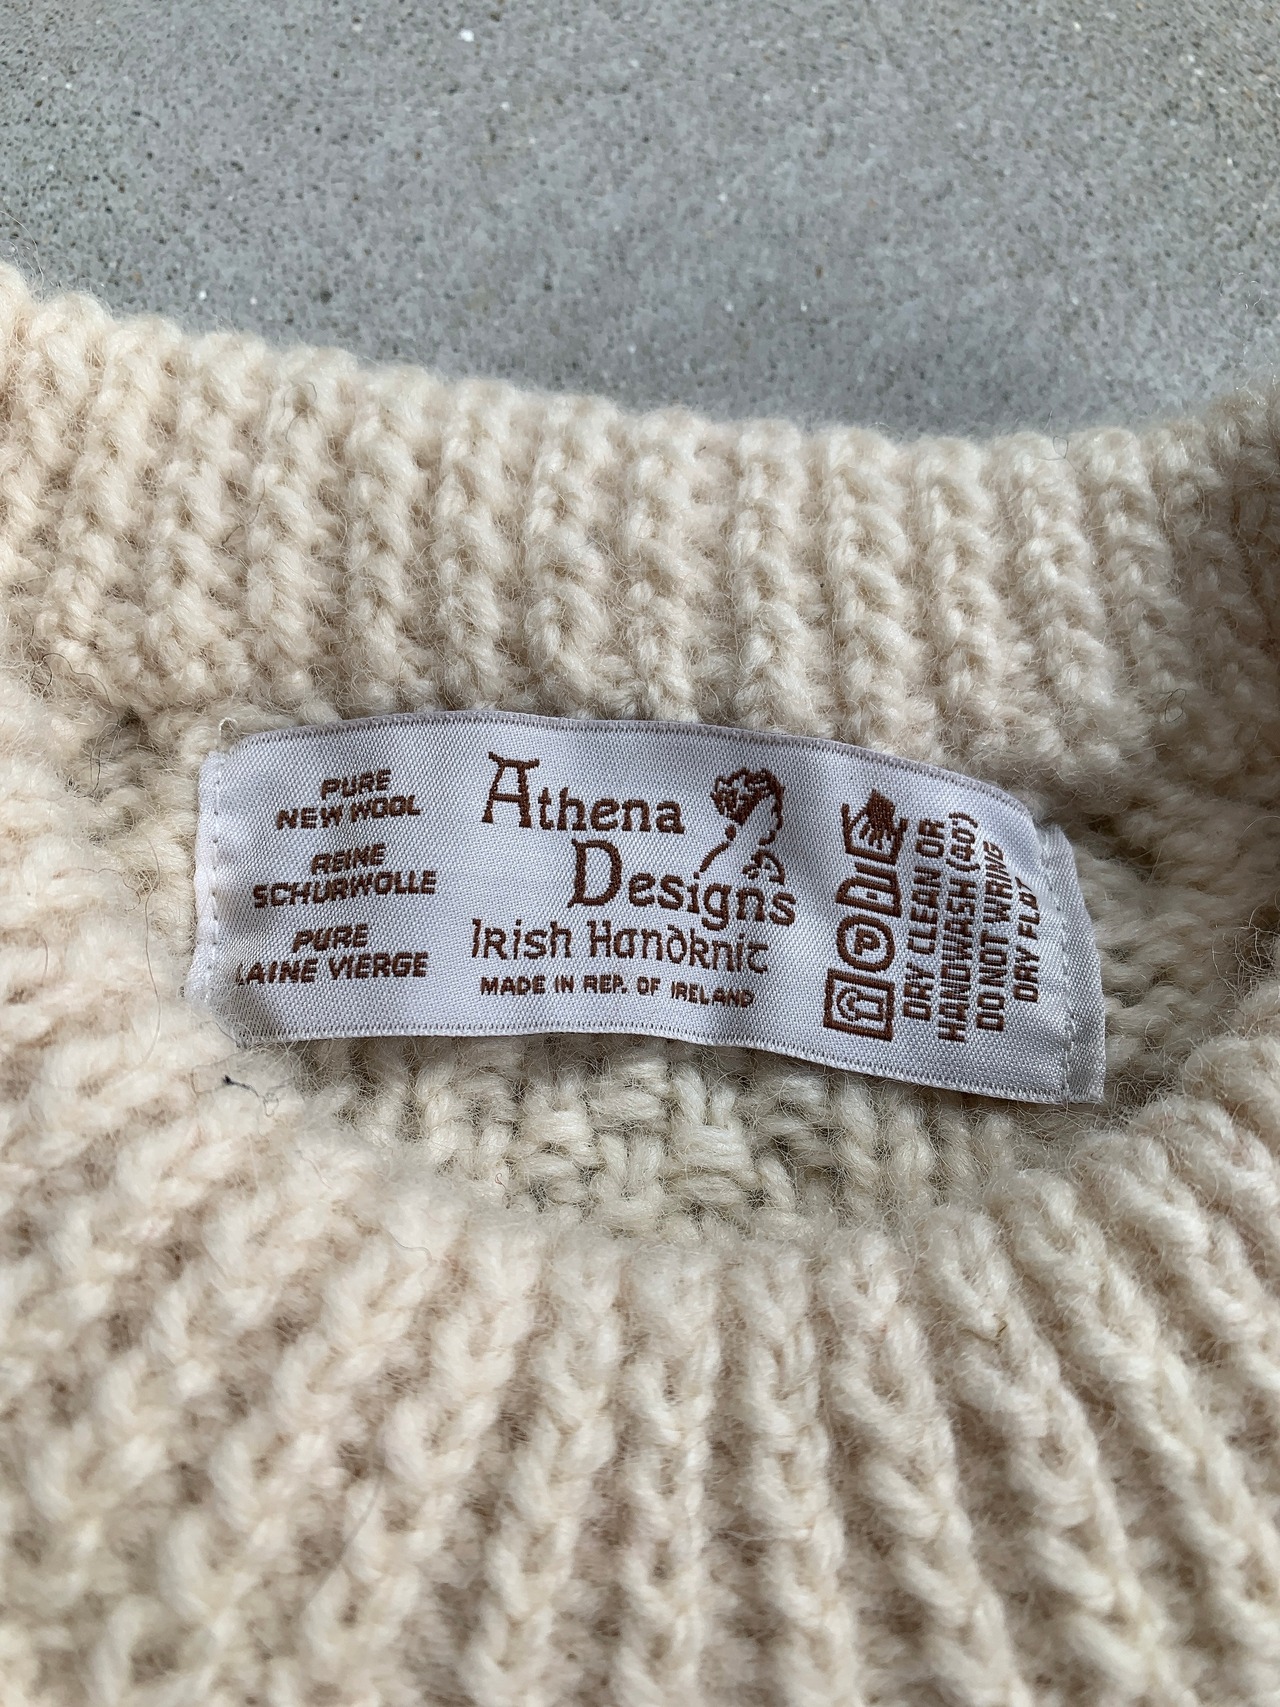 PURE
NEW WOOL
REINE
SCHURWOLLE
PURE
LAINE VIERGE
Athena
Designs
Irish Handknit
MADE IN REP. OF IRELAND
P
DRY CLEAN OR
HANDWASH (40°)
DO NOT WRING
DRY FLAT